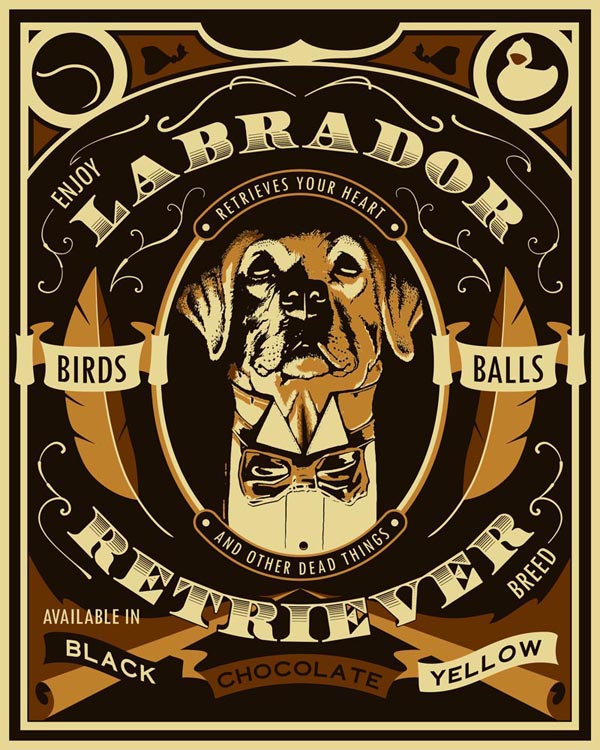 ENJOY
LABRADOR
RETRIEVES YOUR HEART
BIRDS
BALLS
AND OTHER DEAD THINGS
RETRIEVER
BREED
AVAILABLE IN
BLACK
CHOCOLATE
YELLOW